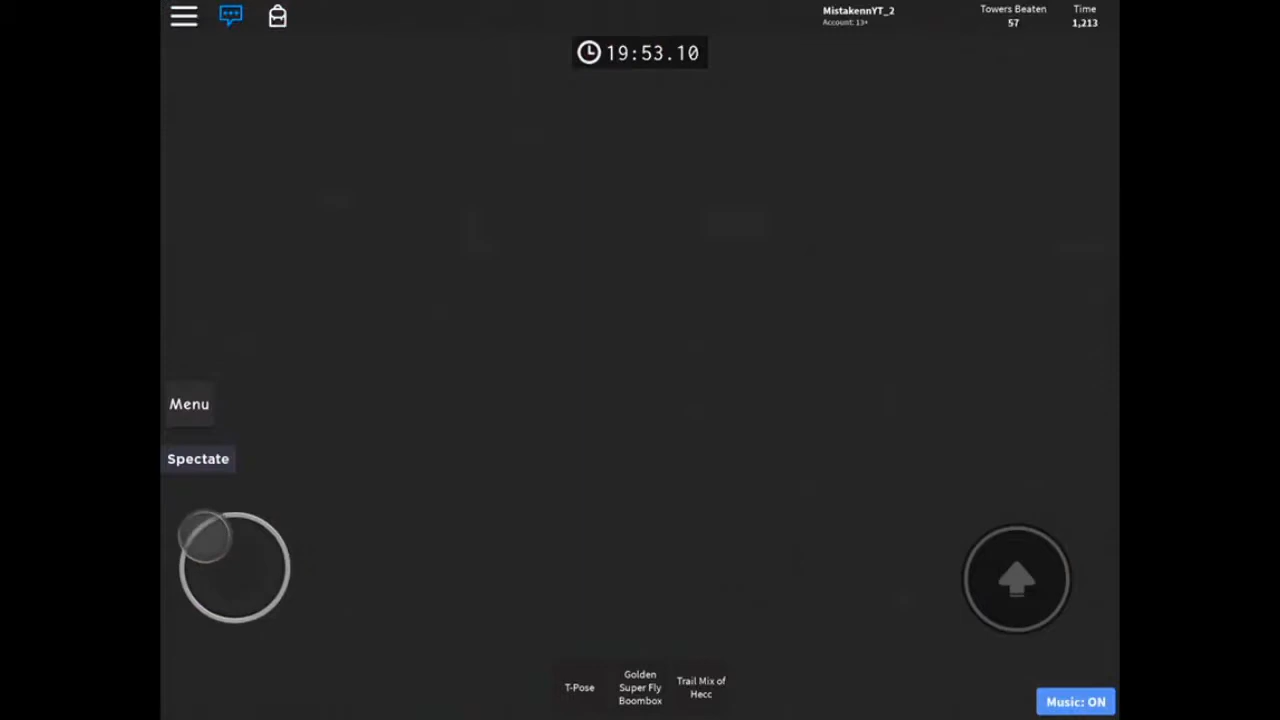 MistakennYT_2
Account: 13+
Towers Beaten
57
Time
1,213
19:53.10
Menu
Spectate
T-Pose
Golden
Super Fly
Boombox
Trail Mix of
Hecc
Music: ON